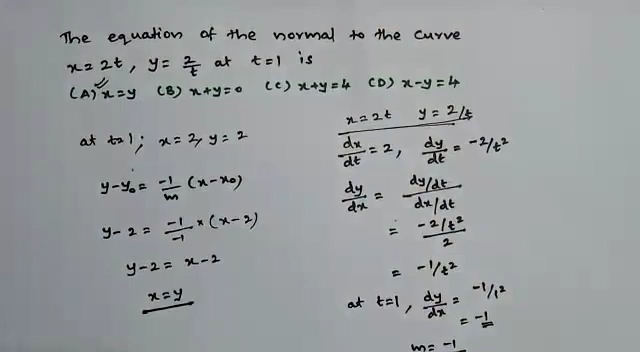 The equation of the normal to the curve
x = 2t, y = 2/t at t=1 is
(A) x=y (B) x+y=0 (C) x+y=4 (D) x-y=4
at t=1; x=2, y=2
y-y₀ = -1/m (x-x₀)
y-2 = -1/-1 × (x-2)
y-2 = x-2
x=y
x=2t y=2/t
dx/dt = 2, dy/dt = -2/t²
dy/dx = dy/dt / dx/dt
= -2/t² / 2
= -1/t²
at t=1, dy/dx = -1/1²
= -1
m = -1